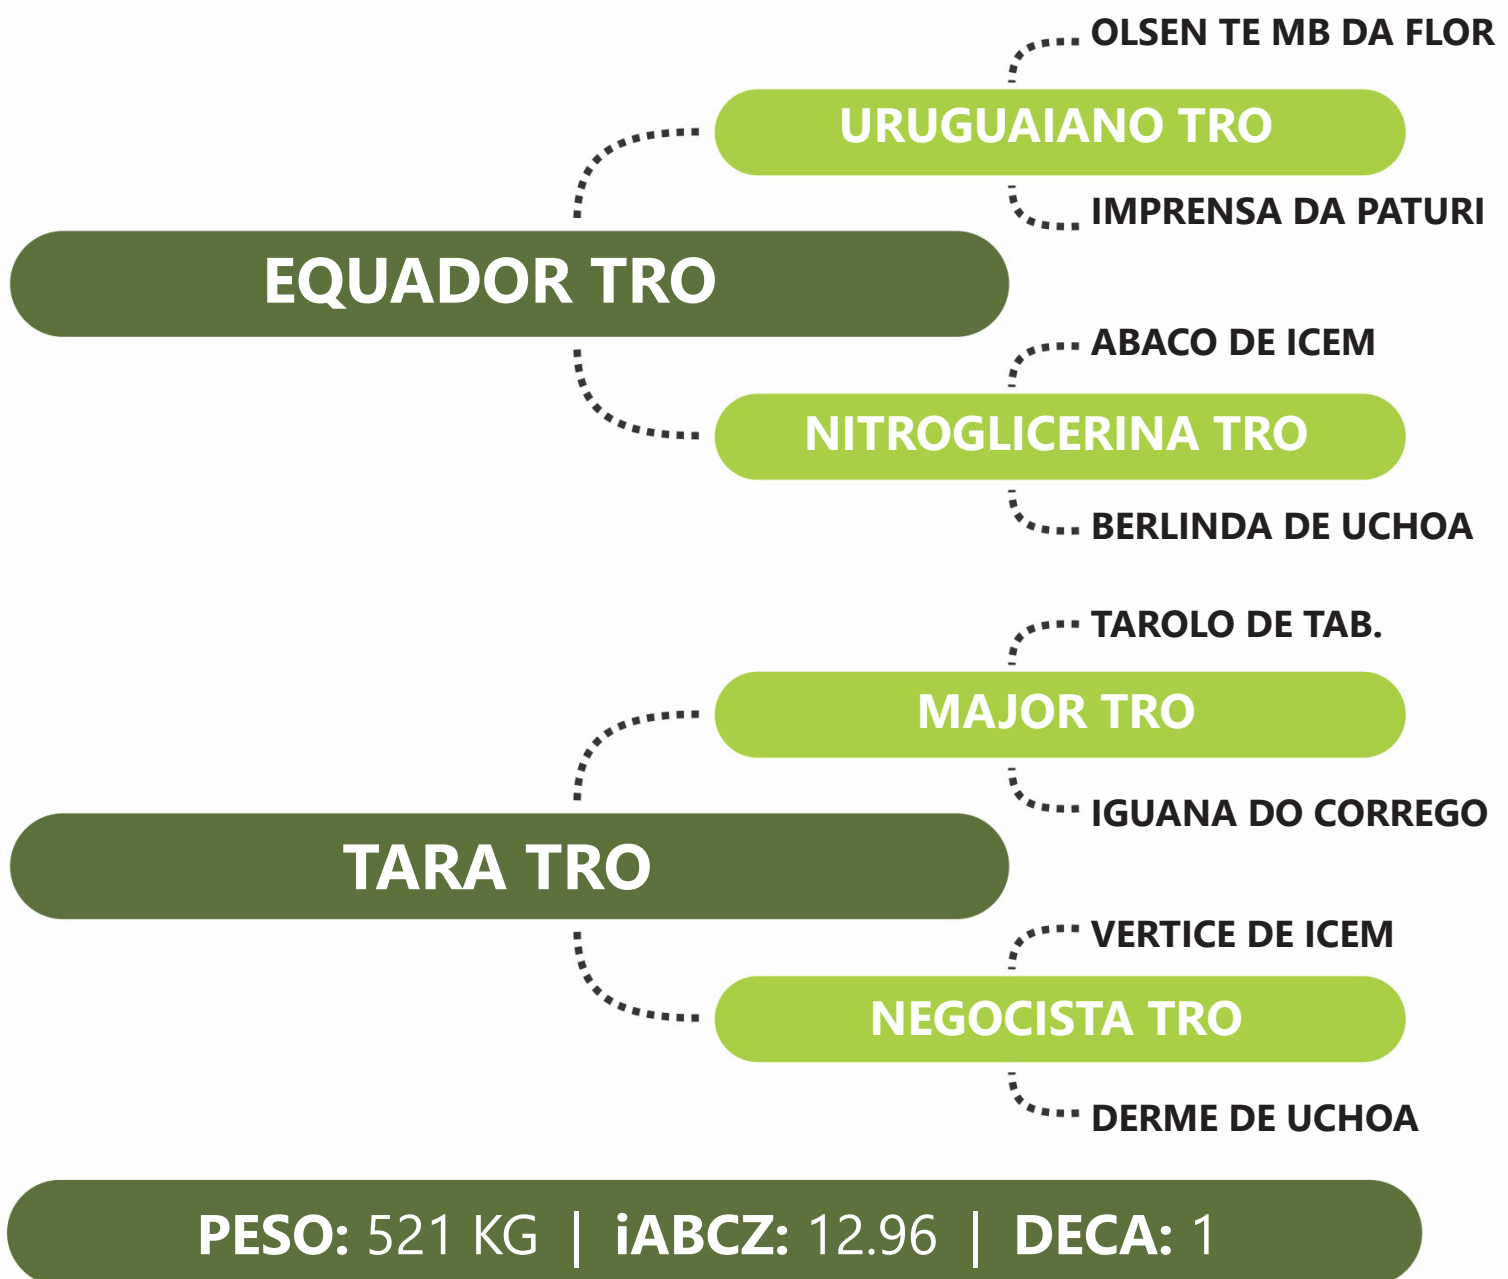 OLSEN TE MB DA FLOR
URUGUAIANO TRO
IMPRENSA DA PATURI
EQUADOR TRO
ABACO DE ICEM
NITROGLICERINA TRO
BERLINDA DE UCHOA
TAROLO DE TAB.
MAJOR TRO
IGUANA DO CORREGO
TARA TRO
VERTICE DE ICEM
NEGOCISTA TRO
DERME DE UCHOA
PESO: 521 KG | iABCZ: 12.96 | DECA: 1